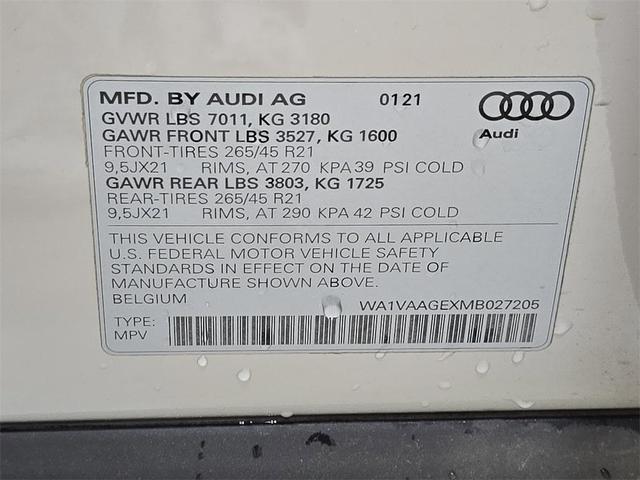 MFD. BY AUDI AG 0121
GVWR LBS 7011, KG 3180
GAWR FRONT LBS 3527, KG 1600
Audi
FRONT-TIRES 265/45 R21
9,5JX21 RIMS, AT 270 KPA 39 PSI COLD
GAWR REAR LBS 3803, KG 1725
REAR-TIRES 265/45 R21
9,5JX21 RIMS, AT 290 KPA 42 PSI COLD
THIS VEHICLE CONFORMS TO ALL APPLICABLE
U.S. FEDERAL MOTOR VEHICLE SAFETY
STANDARDS IN EFFECT ON THE DATE OF
MANUFACTURE SHOWN ABOVE.
BELGIUM WA1VAAGEXMB027205
TYPE:
MPV